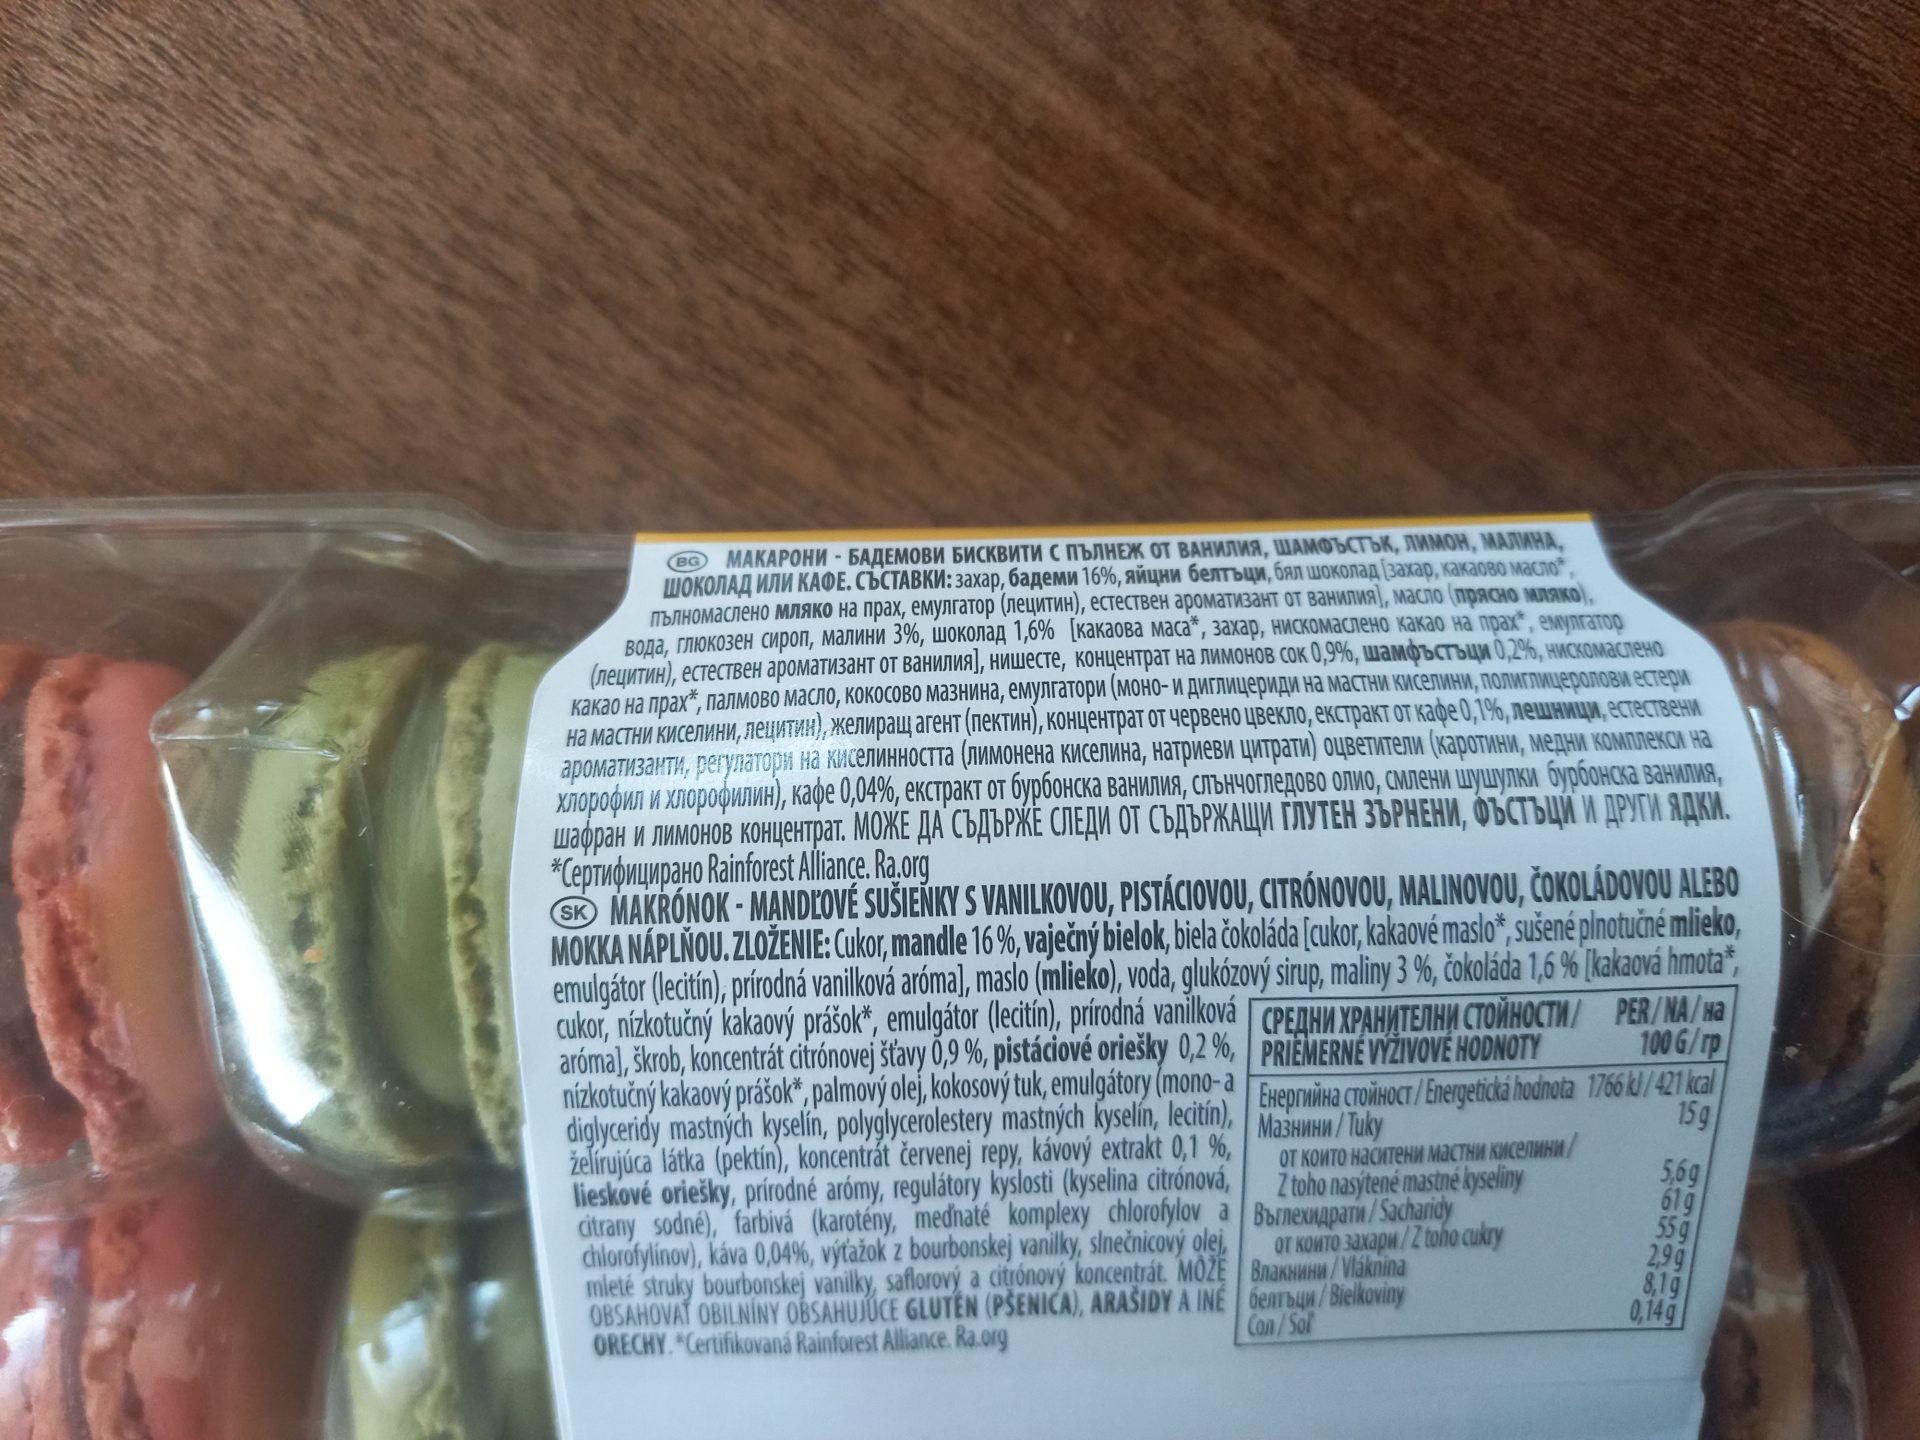 BG МАКАРОНИ - БАДЕМОВИ БИСКВИТИ С ПЪЛНЕЖ ОТ ВАНИЛИЯ, ШАМФЪСТЪК, ЛИМОН, МАЛИНА,
ШОКОЛАД ИЛИ КАФЕ. СЪСТАВКИ: захар, бадеми 16%, яйцни белтъци, бял шоколад [захар, какаово масло*,
пълномаслено мляко на прах, емулгатор (лецитин), естествен ароматизант от ванилия], масло (прясно мляко),
вода, глюкозен сироп, малини 3%, шоколад 1,6% [какаова маса*, захар, нискомаслено какао на прах*, емулгатор
(лецитин), естествен ароматизант от ванилия], нишесте, концентрат на лимонов сок 0,9%, шамфъстъци 0,2%, нискомаслено
какао на прах*, палмово масло, кокосово мазнина, емулгатори (моно- и диглицериди на мастни киселини, полиглицеролови естери
на мастни киселини, лецитин), желиращ агент (пектин), концентрат от червено цвекло, екстракт от кафе 0,1%, лешници, естествени
ароматизанти, регулатори на киселинността (лимонена киселина, натриеви цитрати) оцветители (каротини, медни комплекси на
хлорофил и хлорофилин), кафе 0,04%, екстракт от бурбонска ванилия, слънчогледово олио, смлени шушулки бурбонска ванилия,
шафран и лимонов концентрат. МОЖЕ ДА СЪДЪРЖЕ СЛЕДИ ОТ СЪДЪРЖАЩИ ГЛУТЕН ЗЪРНЕНИ, ФЪСТЪЦИ И ДРУГИ ЯДКИ.
*Сертифицирано Rainforest Alliance. Ra.org
SK MAKRÓNOK - MANDĽOVÉ SUŠIENKY S VANILKOVOU, PISTÁCIOVOU, CITRÓNOVOU, MALINOVOU, ČOKOLÁDOVOU ALEBO
MOKKA NÁPLŇOU. ZLOŽENIE: Cukor, mandle 16 %, vaječný bielok, biela čokoláda [cukor, kakaové maslo*, sušené plnotučné mlieko,
emulgátor (lecitín), prírodná vanilková aróma], maslo (mlieko), voda, glukózový sirup, maliny 3 %, čokoláda 1,6 % [kakaová hmota*,
cukor, nízkotučný kakaový prášok*, emulgátor (lecitín), prírodná vanilková
aróma], škrob, koncentrát citrónovej šťavy 0,9 %, pistáciové oriešky 0,2 %,
nízkotučný kakaový prášok*, palmový olej, kokosový tuk, emulgátory (mono- a
diglyceridy mastných kyselín, polyglycerolestery mastných kyselín, lecitín),
želírujúca látka (pektín), koncentrát červenej repy, kávový extrakt 0,1 %,
lieskové oriešky, prírodné arómy, regulátory kyslosti (kyselina citrónová,
citrany sodné), farbivá (karotény, meďnaté komplexy chlorofylov a
chlorofylínov), káva 0,04%, výťažok z bourbonskej vanilky, slnečnicový olej,
mleté struky bourbonskej vanilky, saflorový a citrónový koncentrát. MÔŽE
OBSAHOVAŤ OBILNÍNY OBSAHUJÚCE GLUTÉN (PŠENICA), ARAŠIDY A INÉ
ORECHY. *Certifikovaná Rainforest Alliance. Ra.org
СРЕДНИ ХРАНИТЕЛНИ СТОЙНОСТИ / PER / NA / на
PRIEMERNÉ VÝŽIVOVÉ HODNOTY 100 G / гр
Енергийна стойност / Energetická hodnota 1766 kJ / 421 kcal
Мазнини / Tuky 15 g
от които наситени мастни киселини /
Z toho nasýtené mastné kyseliny 5,6 g
Въглехидрати / Sacharidy 61 g
от които захари / Z toho cukry 55 g
Влакнини / Vláknina 2,9 g
белтъци / Bielkoviny 8,1 g
Сол / Soľ 0,14 g